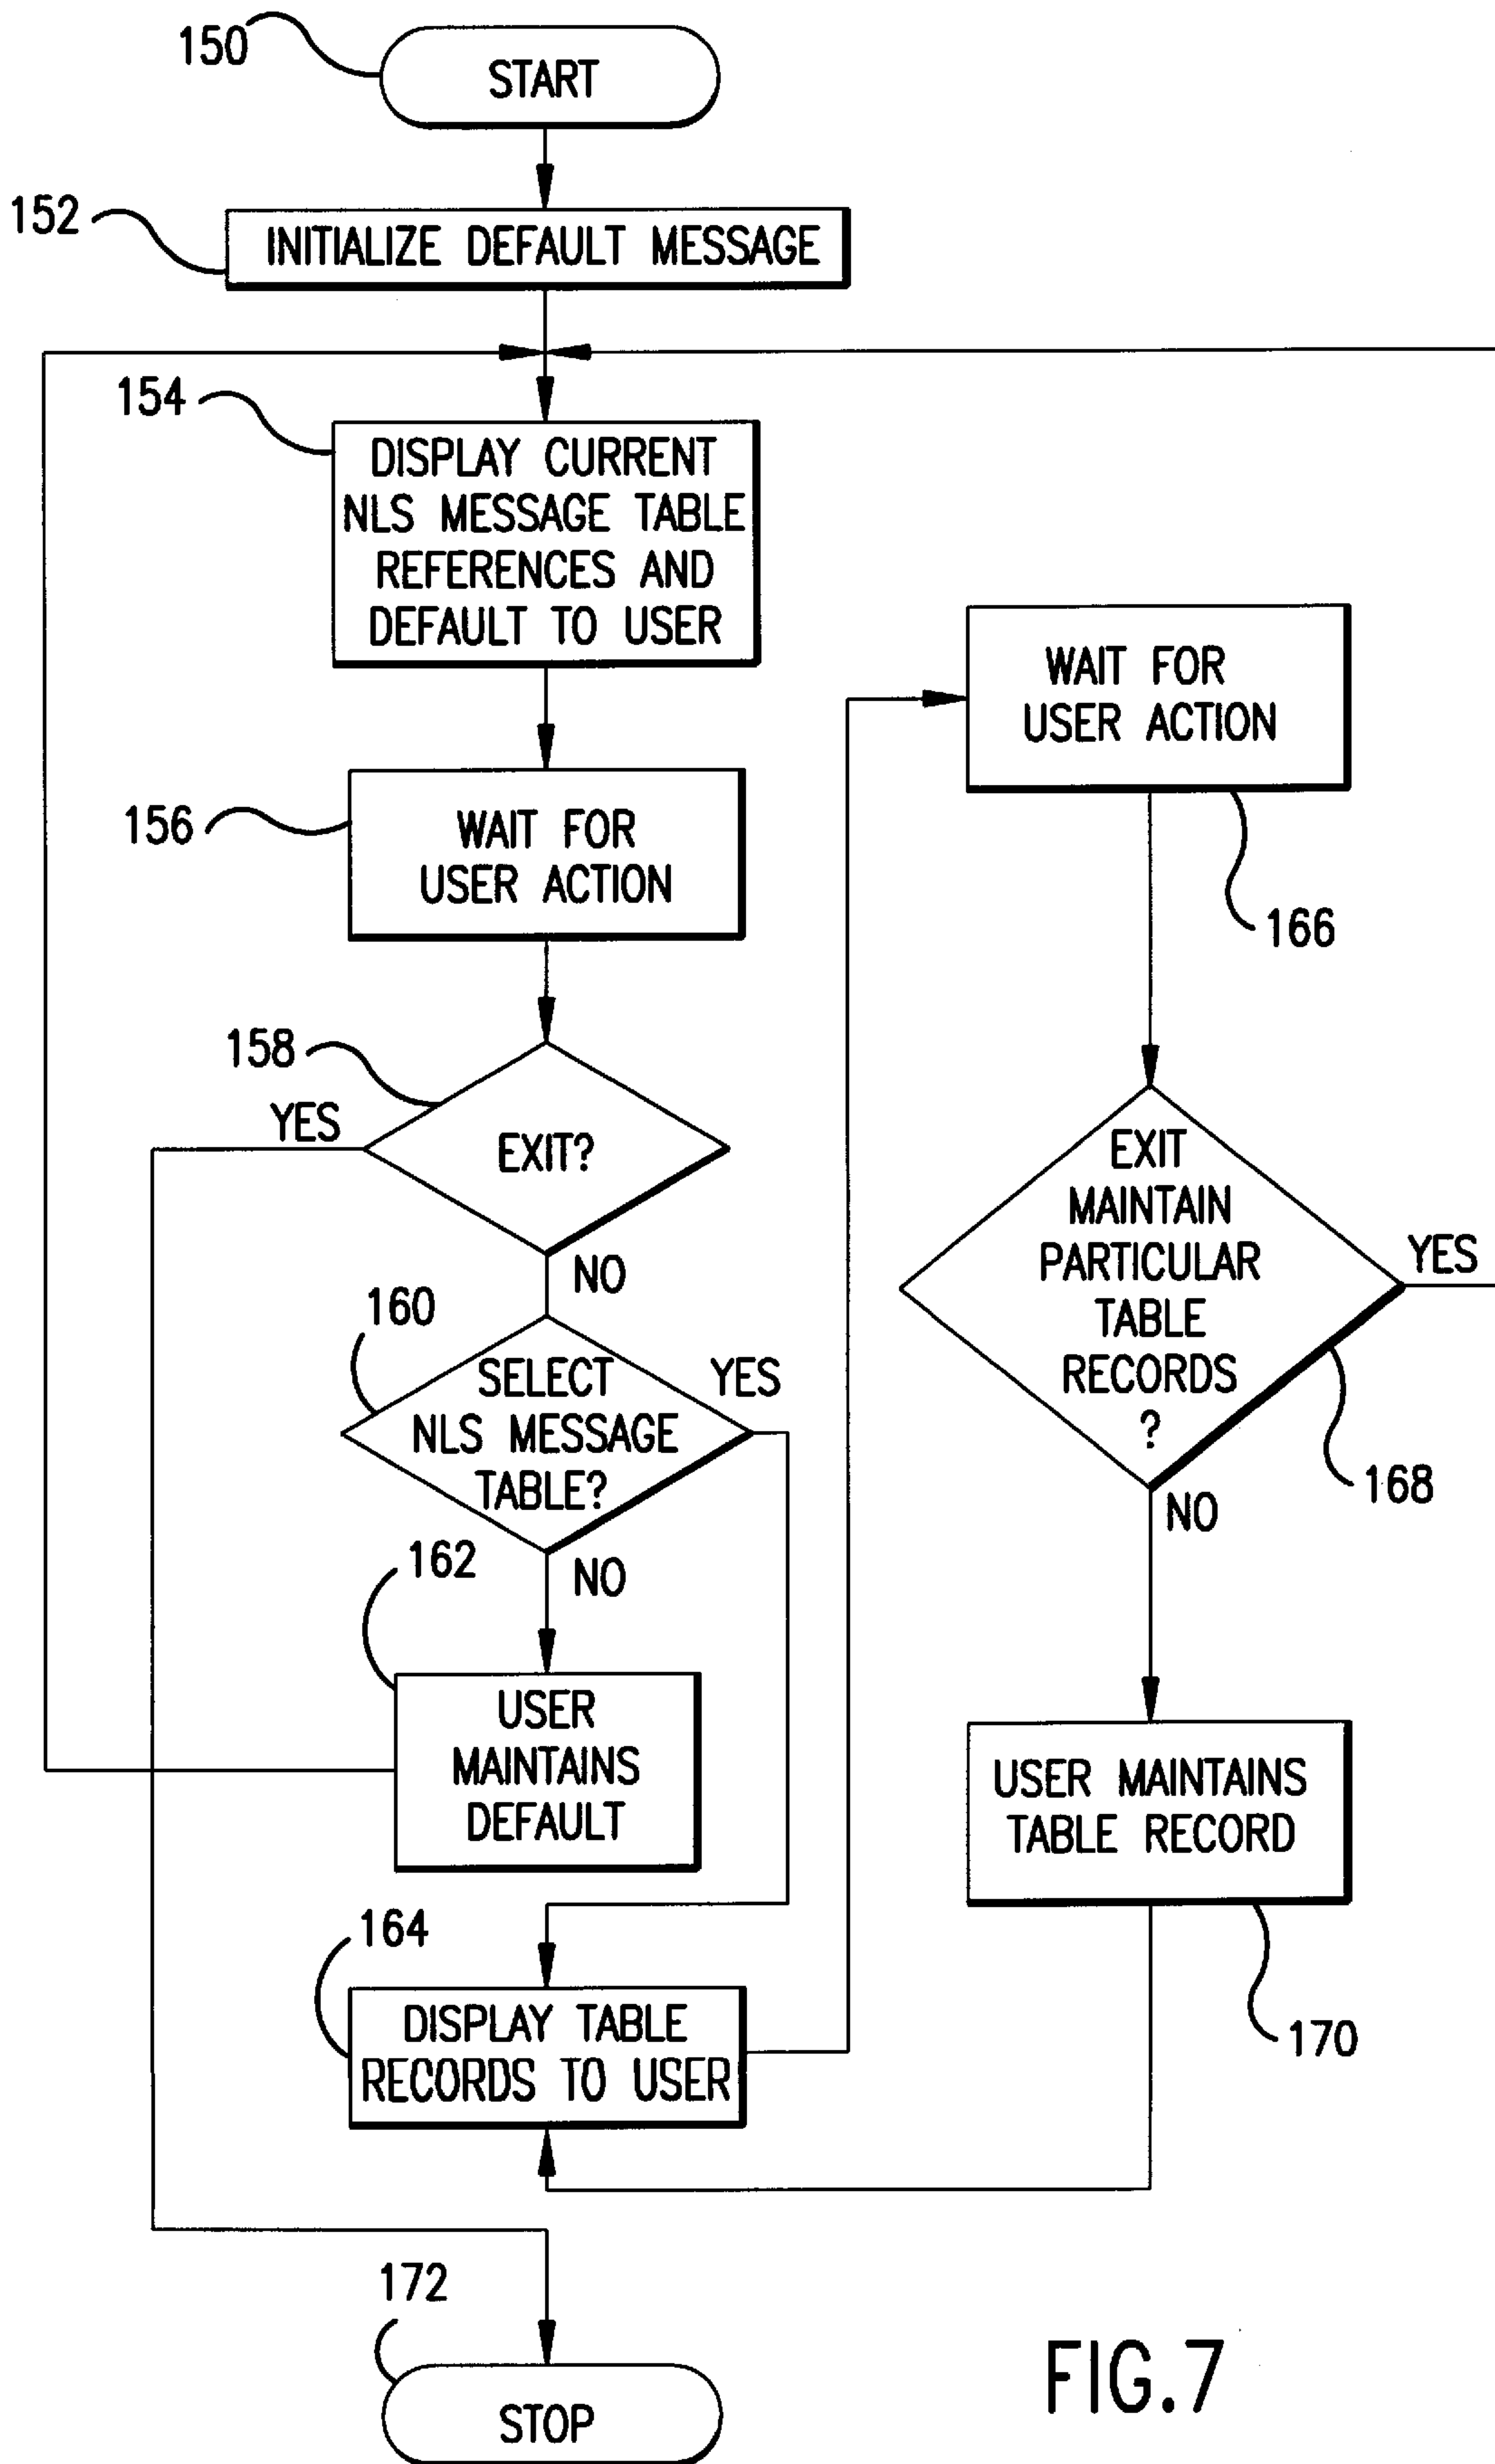 150
START
152
INITIALIZE DEFAULT MESSAGE
154
DISPLAY CURRENT
NLS MESSAGE TABLE
REFERENCES AND
DEFAULT TO USER
156
WAIT FOR
USER ACTION
158
YES
EXIT?
NO
160
SELECT
NLS MESSAGE
TABLE?
YES
NO
162
USER
MAINTAINS
DEFAULT
164
DISPLAY TABLE
RECORDS TO USER
WAIT FOR
USER ACTION
166
EXIT
MAINTAIN
PARTICULAR
TABLE
RECORDS
?
YES
168
NO
USER MAINTAINS
TABLE RECORD
170
172
STOP
FIG.7